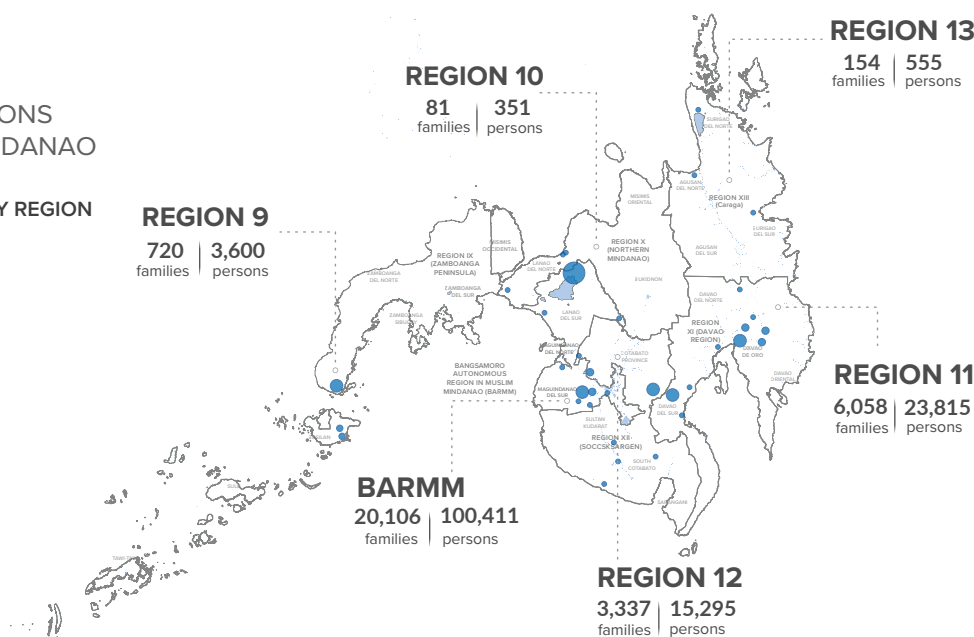 ONS
DANAO
Y REGION
REGION 13
154 555
families persons
REGION 10
81 351
families persons
REGION 9
720 3,600
families persons
REGION 11
6,058 23,815
families persons
BARMM
20,106 100,411
families persons
REGION 12
3,337 15,295
families persons
SURIGAO
DEL NORTE
AGUSAN
DEL NORTE
REGION XIII
(Caraga)
SURIGAO
DEL SUR
AGUSAN
DEL SUR
MISMIS
ORIENTAL
REGION X
(NORTHERN
MINDANAO)
BUKIDNON
MISMIS
OCCIDENTAL
LANAO
DEL NORTE
LANAO
DEL SUR
REGION IX
(ZAMBOANGA
PENINSULA)
ZAMBOANGA
DEL NORTE
ZAMBOANGA
DEL SUR
ZAMBOANGA
SIBUGAY
DAVAO
DEL NORTE
REGION
XI (DAVAO
REGION)
DAVAO
DE ORO
DAVAO
ORIENTAL
DAVAO
DEL SUR
MAGUINDANAO
DEL NORTE
COTABATO
PROVINCE
BANGSAMORO
AUTONOMOUS
REGION IN MUSLIM
MINDANAO (BARMM)
MAGUINDANAO
DEL SUR
SULTAN
KUDARAT
REGION XII
(SOCCSKSARGEN)
SOUTH
COTABATO
SARANGANI
BASILAN
SULU
TAWI-TAWI